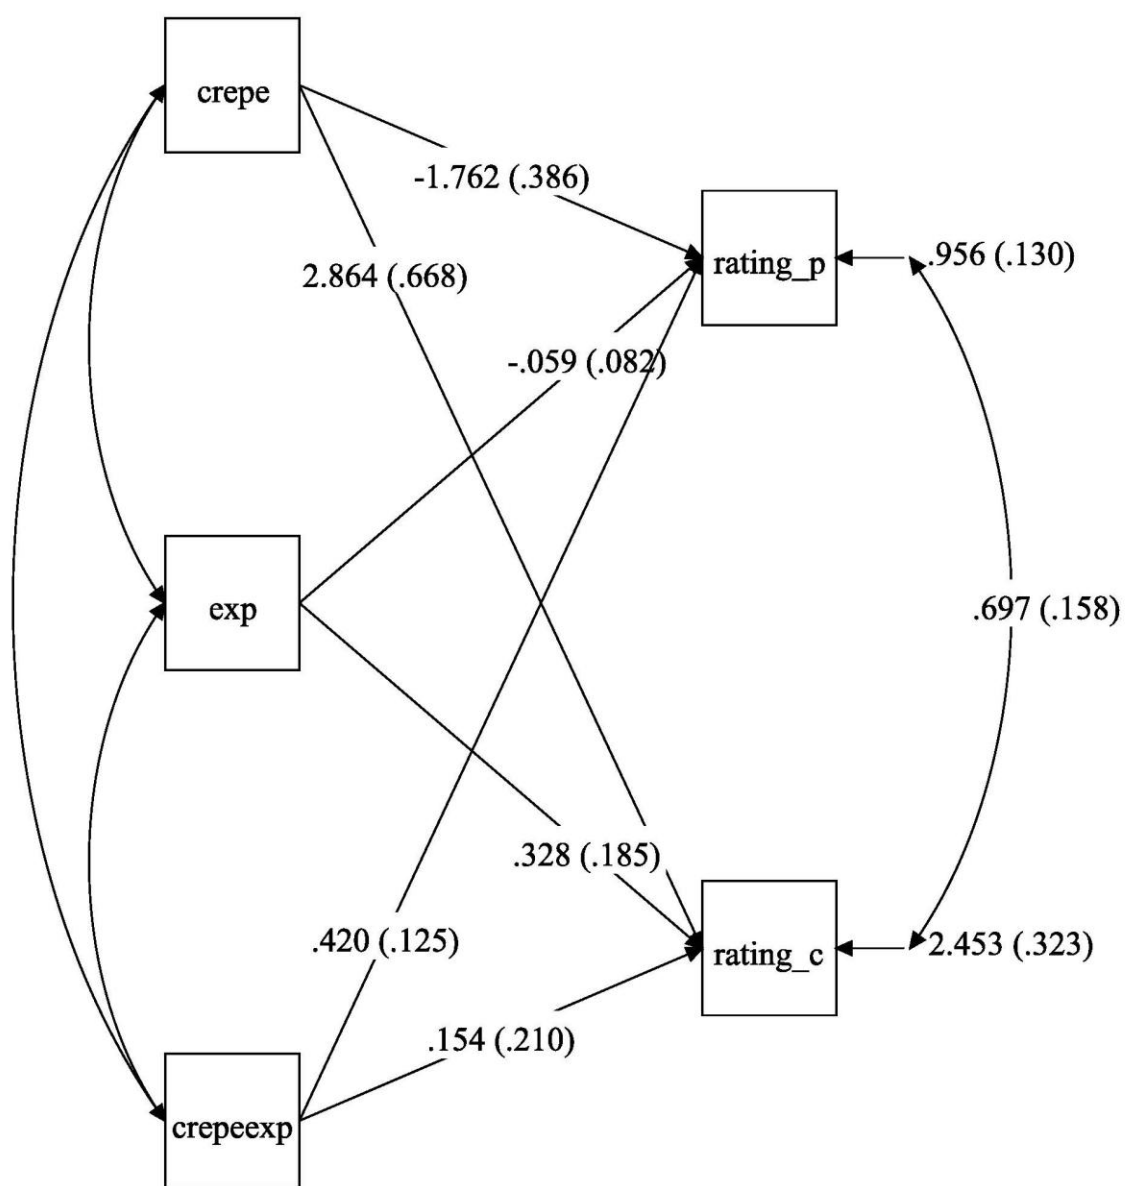 crepe
-1.762 (.386)
rating_p
.956 (.130)
2.864 (.668)
-.059 (.082)
exp
.697 (.158)
.328 (.185)
.420 (.125)
rating_c
2.453 (.323)
.154 (.210)
crepeexp